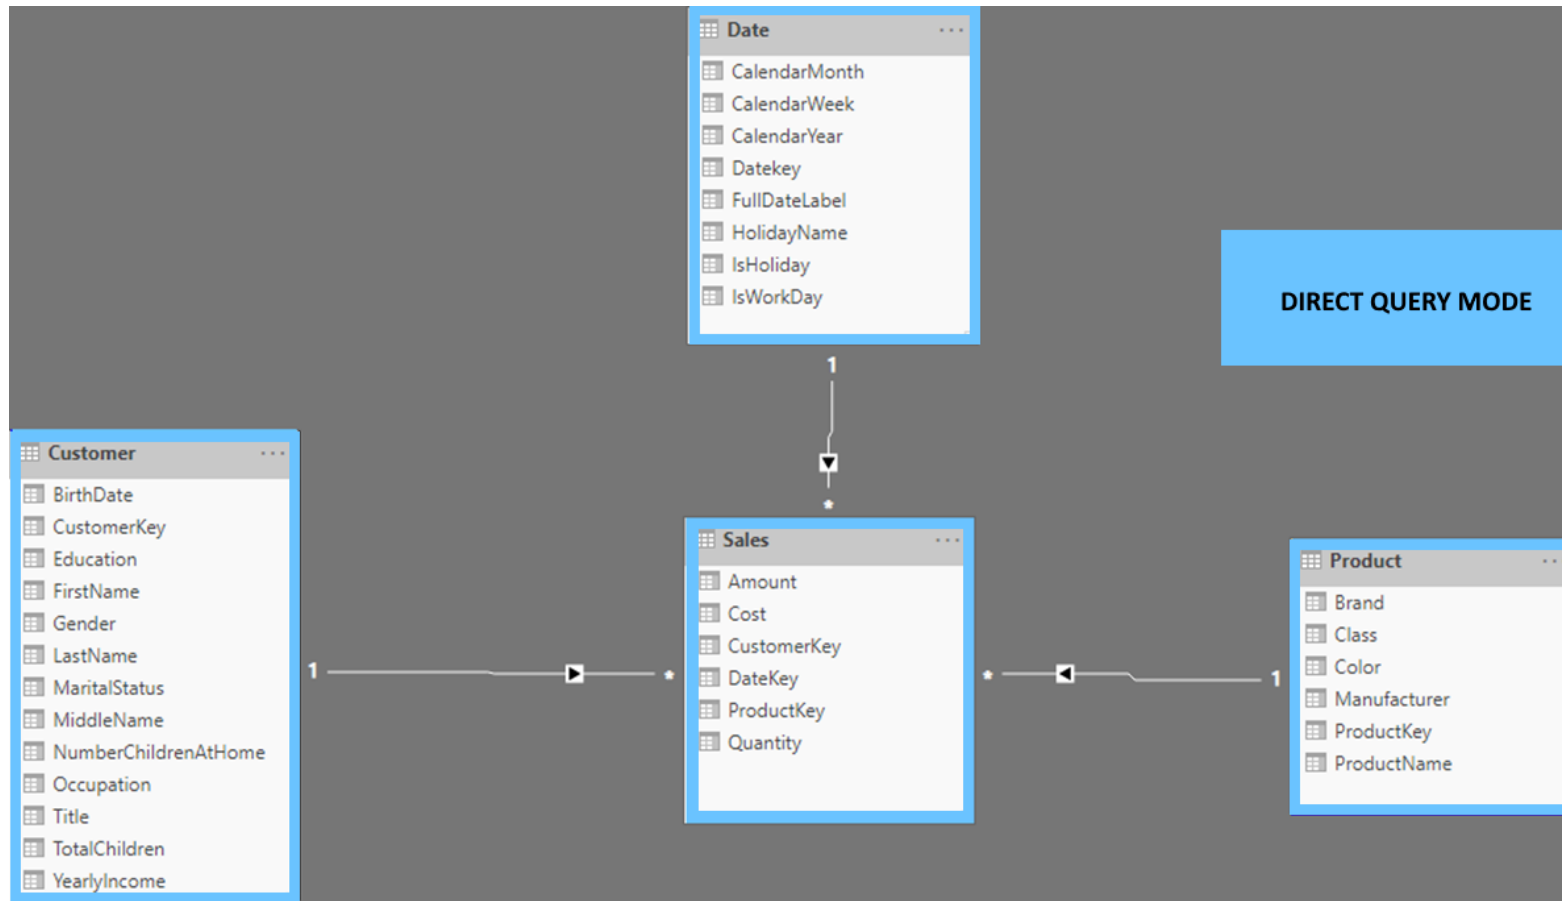 Date
CalendarMonth
CalendarWeek
CalendarYear
Datekey
FullDateLabel
HolidayName
IsHoliday
IsWorkDay
DIRECT QUERY MODE
1
*
Customer
BirthDate
CustomerKey
Education
FirstName
Gender
LastName
MaritalStatus
MiddleName
NumberChildrenAtHome
Occupation
Title
TotalChildren
YearlyIncome
1
*
Sales
Amount
Cost
CustomerKey
DateKey
ProductKey
Quantity
*
1
Product
Brand
Class
Color
Manufacturer
ProductKey
ProductName